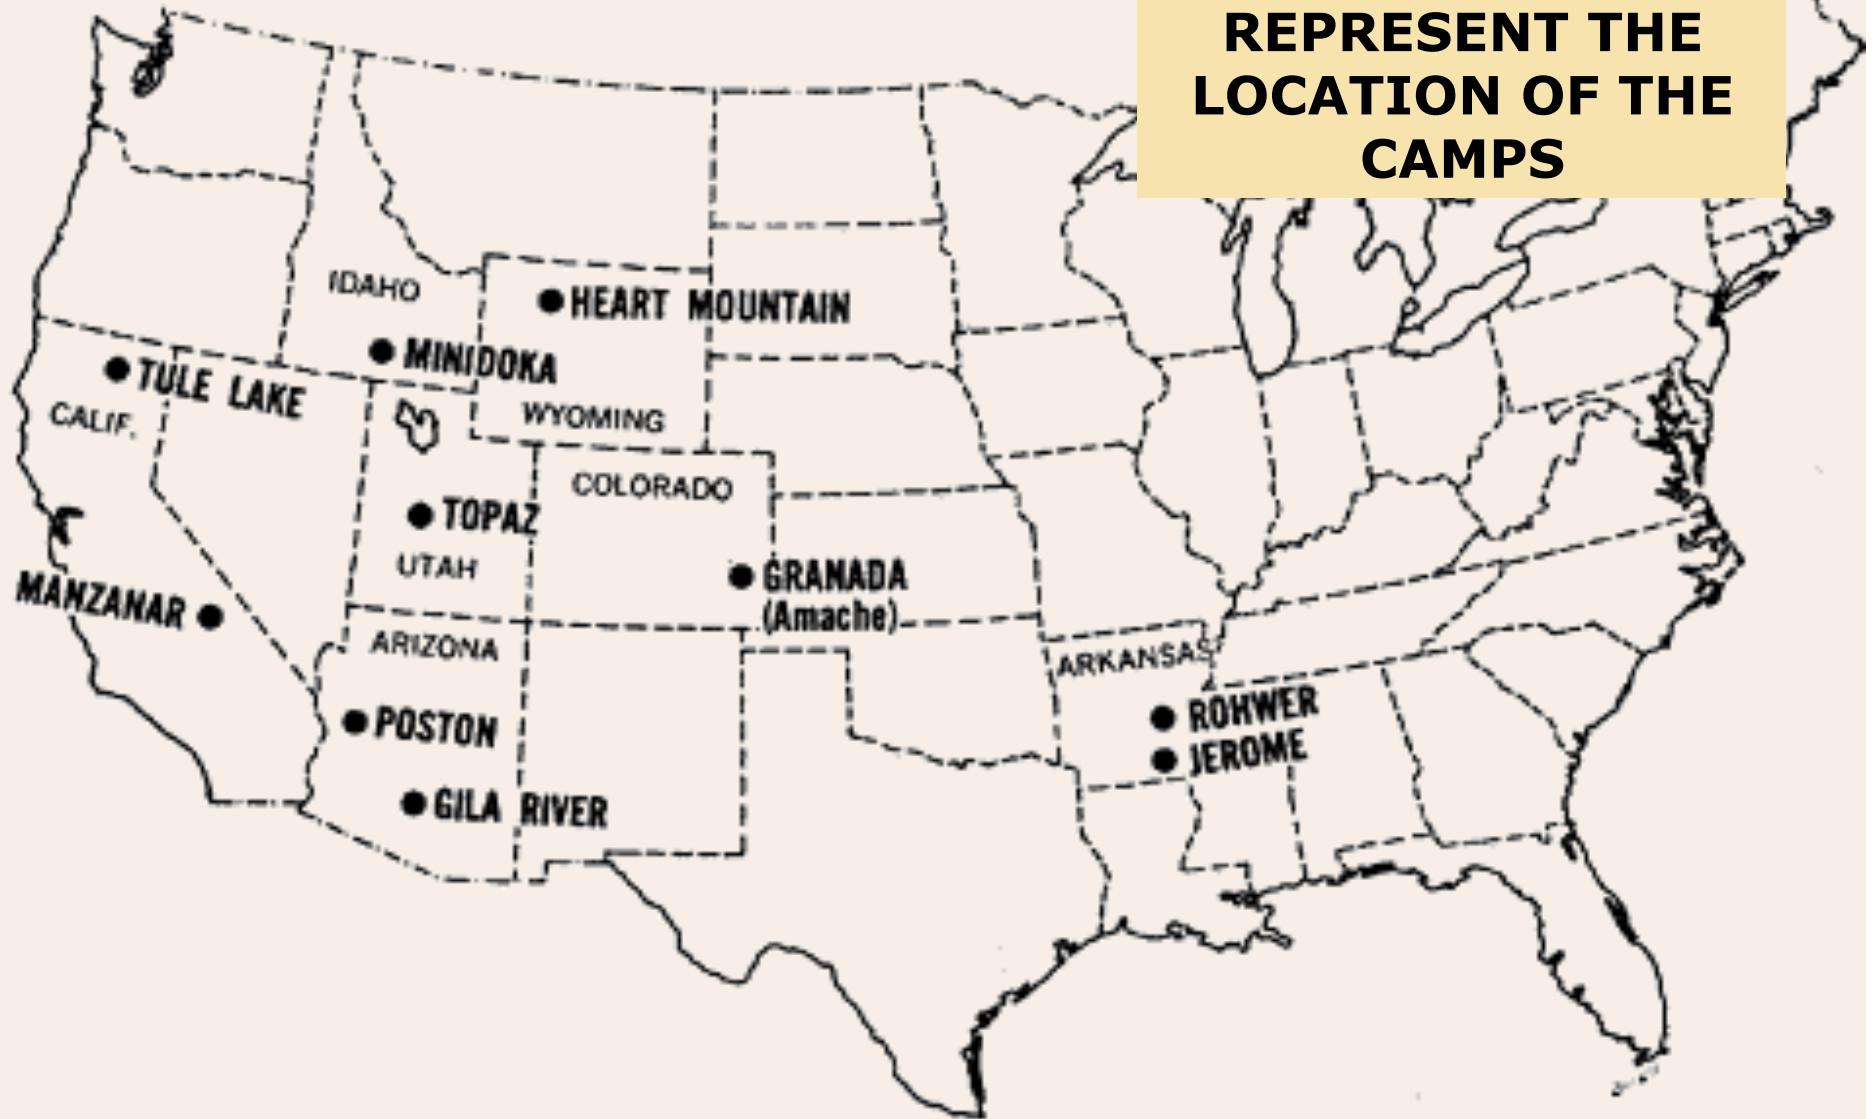 REPRESENT THE
LOCATION OF THE
CAMPS
IDAHO
HEART MOUNTAIN
MINIDOKA
TULE LAKE
CALIF.
WYOMING
COLORADO
TOPAZ
UTAH
GRANADA
(Amache)
MANZANAR
ARIZONA
ARKANSAS
POSTON
ROHWER
JEROME
GILA RIVER